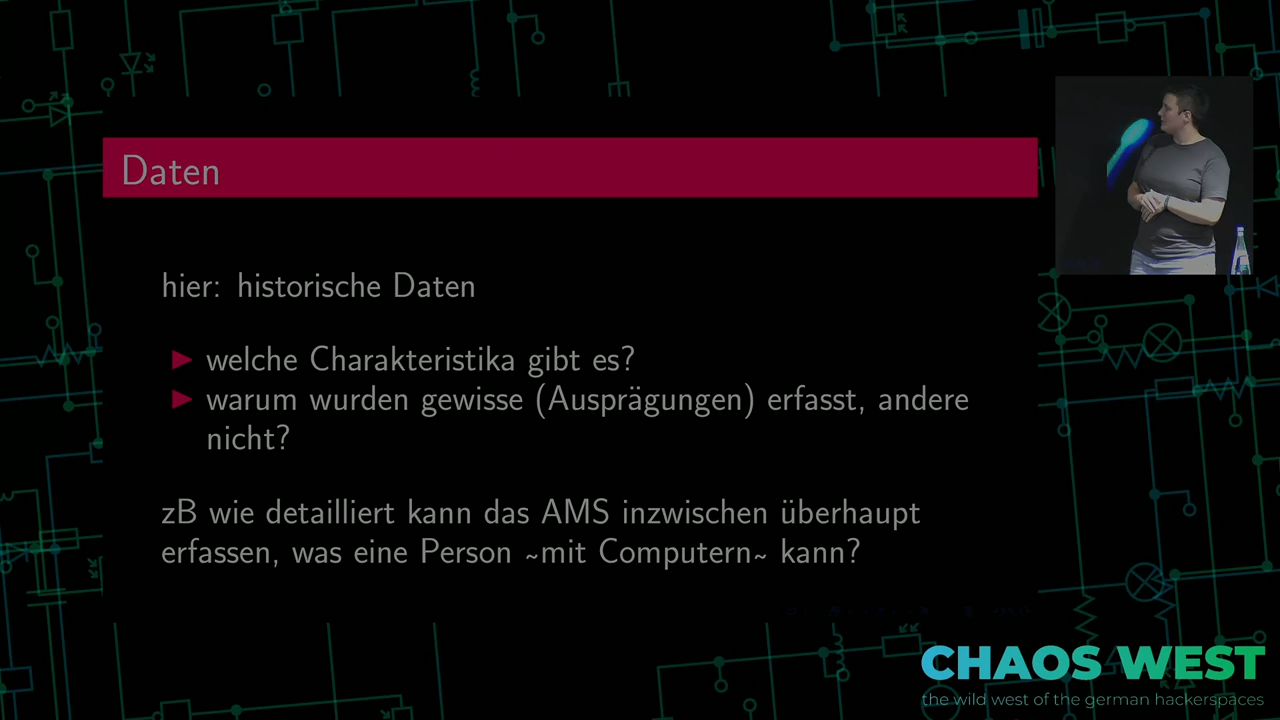 Daten
hier: historische Daten
welche Charakteristika gibt es?
warum wurden gewisse (Ausprägungen) erfasst, andere
nicht?
zB wie detailliert kann das AMS inzwischen überhaupt
erfassen, was eine Person ~mit Computern~ kann?
CHAOS WEST
the wild west of the german hackerspaces